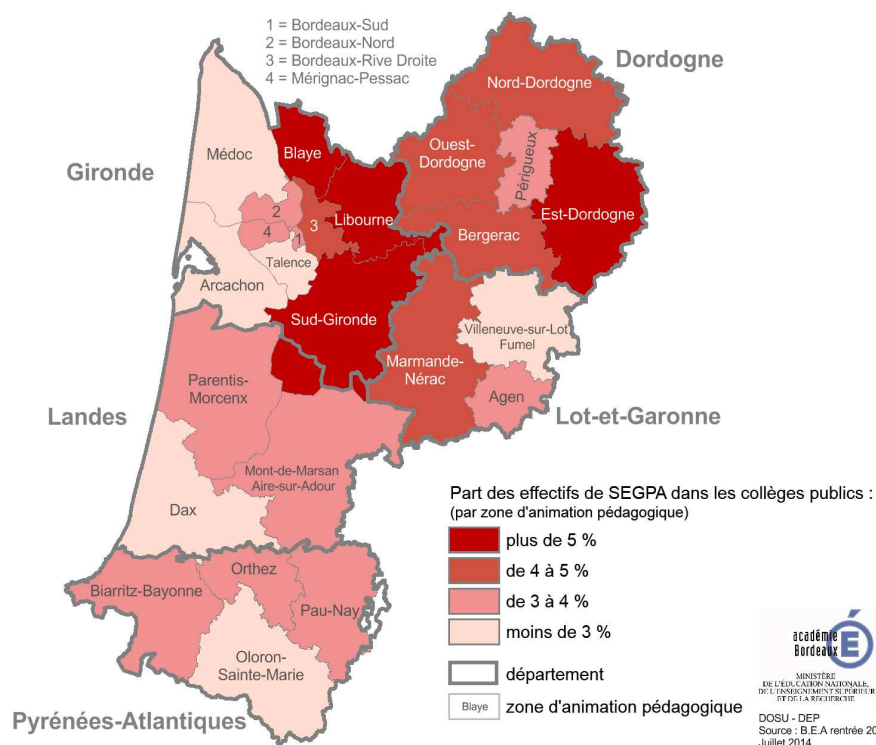 1 = Bordeaux-Sud
2 = Bordeaux-Nord
3 = Bordeaux-Rive Droite
4 = Mérignac-Pessac
Dordogne
Nord-Dordogne
Gironde
Médoc
Blaye
Ouest-
Dordogne
Périgueux
2
3
4
1
Libourne
Est-Dordogne
Bergerac
Talence
Arcachon
Sud-Gironde
Villeneuve-sur-Lot
Fumel
Marmande-
Nérac
Parentis-
Morcenx
Agen
Landes
Lot-et-Garonne
Mont-de-Marsan
Aire-sur-Adour
Dax
Orthez
Biarritz-Bayonne
Pau-Nay
Oloron-
Sainte-Marie
Pyrénées-Atlantiques
Part des effectifs de SEGPA dans les collèges publics :
(par zone d'animation pédagogique)
plus de 5 %
de 4 à 5 %
de 3 à 4 %
moins de 3 %
département
Blaye
zone d'animation pédagogique
académie
Bordeaux
É
MINISTÈRE
DE L'ÉDUCATION NATIONALE,
DE L'ENSEIGNEMENT SUPÉRIEUR
ET DE LA RECHERCHE
DOSU - DEP
Source : B.E.A rentrée 20
Juillet 2014